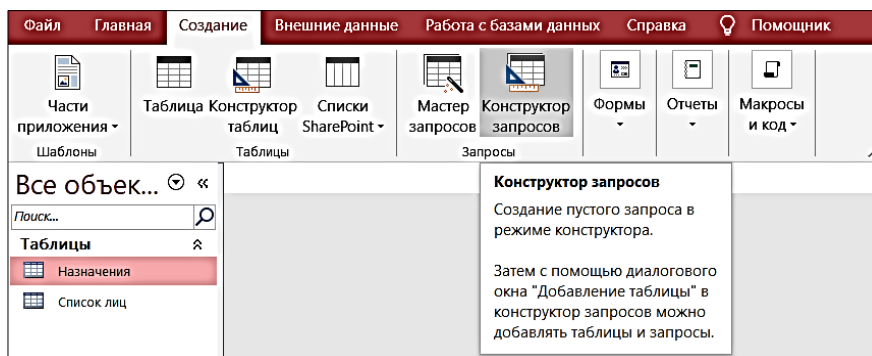 Файл Главная Создание Внешние данные Работа с базами данных Справка Помощник
Части приложения
Таблица
Конструктор таблиц
Списки SharePoint
Мастер запросов
Конструктор запросов
Формы
Отчеты
Макросы и код
Шаблоны Таблицы Запросы
Все объек...
Поиск...
Таблицы
Назначения
Список лиц
Конструктор запросов
Создание пустого запроса в
режиме конструктора.
Затем с помощью диалогового
окна "Добавление таблицы" в
конструктор запросов можно
добавлять таблицы и запросы.